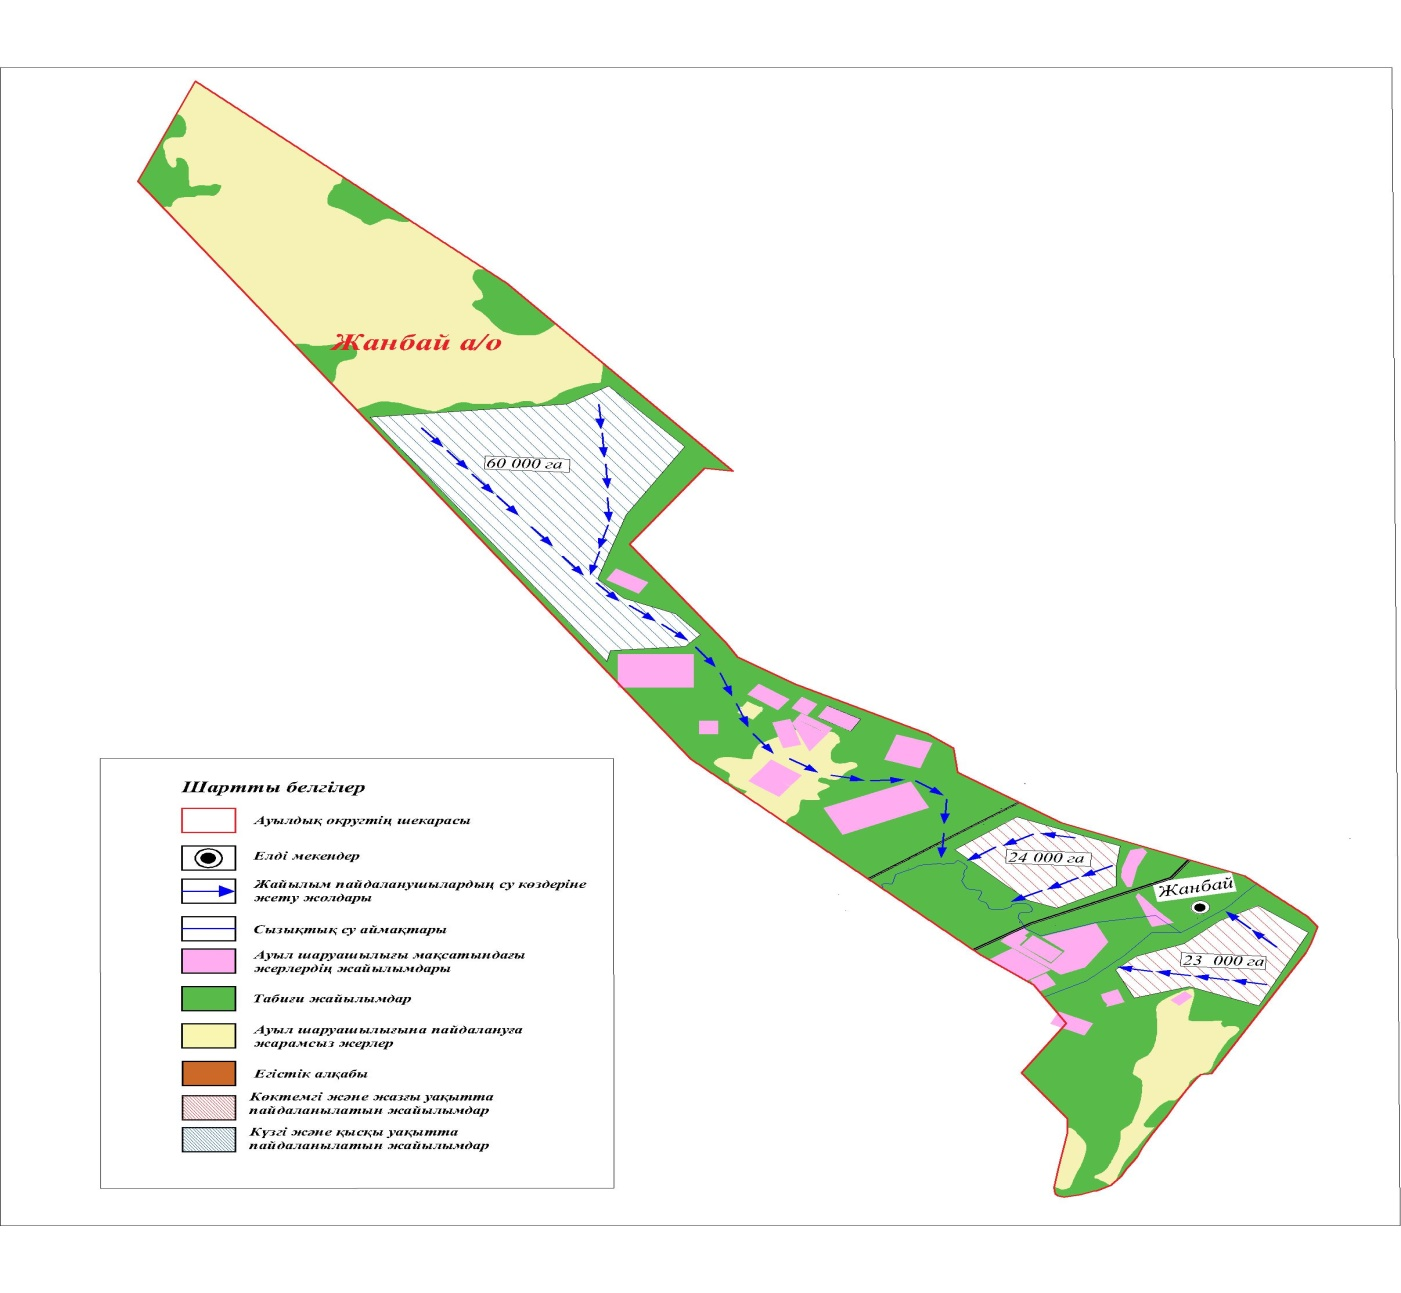 Жанбай а/о
60 000 га
24 000 га
Жанбай
23 000 га
Шартты белгілер
Ауылдық округтің шекарасы
Елді мекендер
Жайылым пайдаланушылардың су көздеріне
жету жолдары
Сызықтық су аймақтары
Ауыл шаруашылығы мақсатындағы
жерлердің жайылымдары
Табиғи жайылымдар
Ауыл шаруашылығына пайдалануға
жарамсыз жерлер
Егістік алқабы
Көктемгі және жазғы уақытта
пайдаланылатын жайылымдар
Күзгі және қысқы уақытта
пайдаланылатын жайылымдар